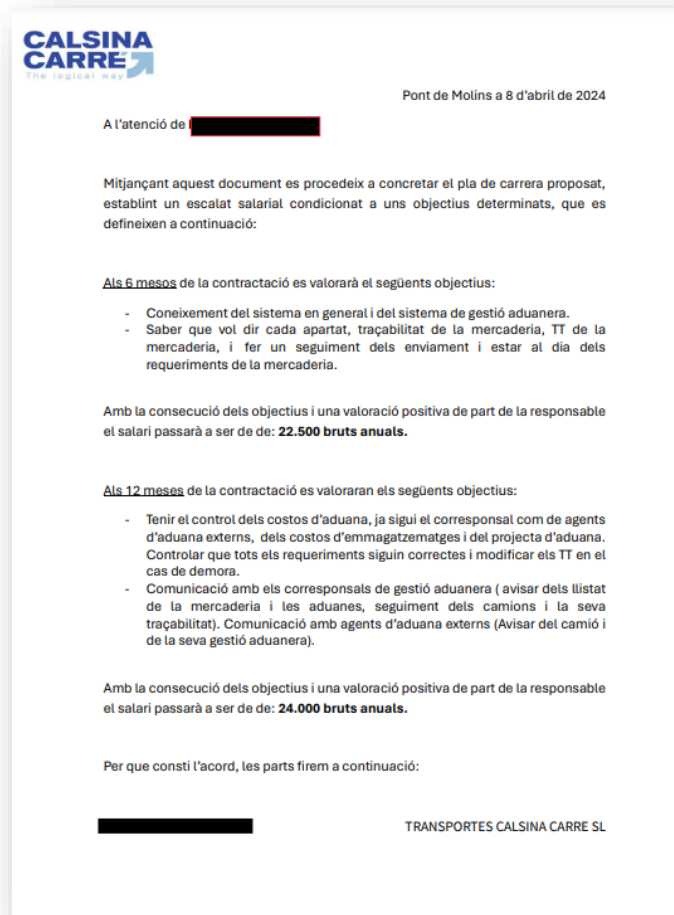 CALSINA
CARRÉ
The logical way
Pont de Molins a 8 d'abril de 2024
A l'atenció de
Mitjançant aquest document es procedeix a concretar el pla de carrera proposat,
establint un escalat salarial condicionat a uns objectius determinats, que es
defineixen a continuació:
Als 6 mesos de la contractació es valorarà el següents objectius:
- Coneixement del sistema en general i del sistema de gestió aduanera.
- Saber que vol dir cada apartat, traçabilitat de la mercaderia, TT de la
mercaderia, i fer un seguiment dels enviament i estar al dia dels
requeriments de la mercaderia.
Amb la consecució dels objectius i una valoració positiva de part de la responsable
el salari passarà a ser de de: 22.500 bruts anuals.
Als 12 meses de la contractació es valoraran els següents objectius:
- Tenir el control dels costos d'aduana, ja sigui el corresponsal com de agents
d'aduana externs, dels costos d'emmagatzematges i del projecta d'aduana.
Controlar que tots els requeriments siguin correctes i modificar els TT en el
cas de demora.
- Comunicació amb els corresponsals de gestió aduanera ( avisar dels llistat
de la mercaderia i les aduanes, seguiment dels camions i la seva
traçabilitat). Comunicació amb agents d'aduana externs (Avisar del camió i
de la seva gestió aduanera).
Amb la consecució dels objectius i una valoració positiva de part de la responsable
el salari passarà a ser de de: 24.000 bruts anuals.
Per que consti l'acord, les parts firem a continuació:
TRANSPORTES CALSINA CARRE SL